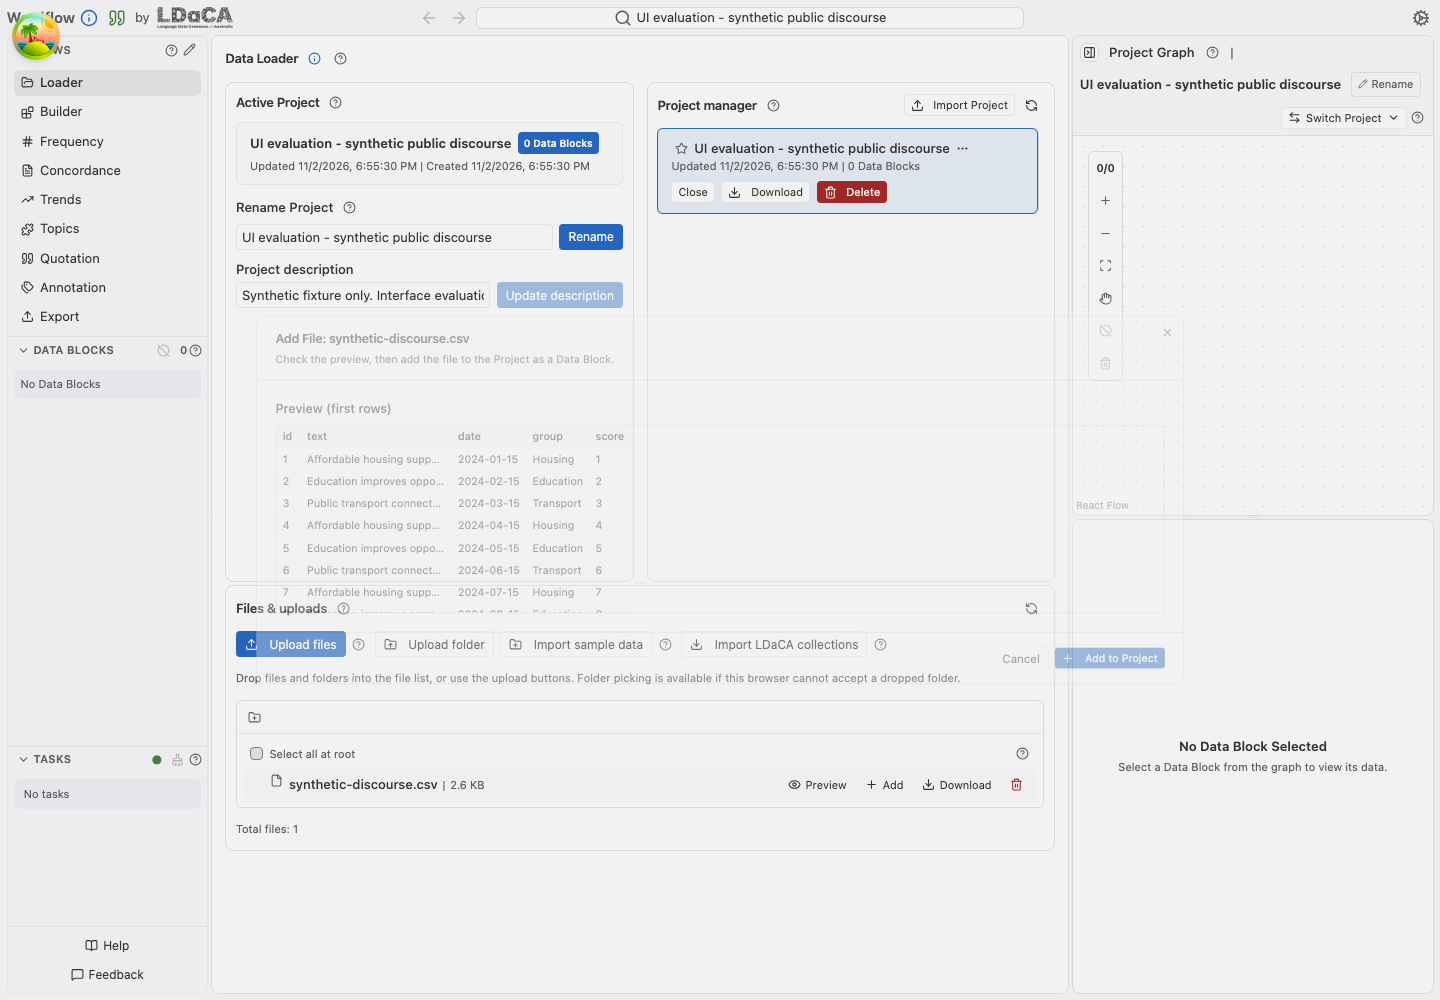 by LDaCA
Language Data Commons of Australia
UI evaluation - synthetic public discourse
Loader
Builder
Frequency
Concordance
Trends
Topics
Quotation
Annotation
Export
DATA BLOCKS 0
No Data Blocks
TASKS
No tasks
Help
Feedback
Data Loader
Active Project
UI evaluation - synthetic public discourse 0 Data Blocks
Updated 11/2/2026, 6:55:30 PM | Created 11/2/2026, 6:55:30 PM
Rename Project
UI evaluation - synthetic public discourse Rename
Project description
Synthetic fixture only. Interface evaluatic Update description
Project manager Import Project
UI evaluation - synthetic public discourse ...
Updated 11/2/2026, 6:55:30 PM | 0 Data Blocks
Close Download Delete
Add File: synthetic-discourse.csv
Check the preview, then add the file to the Project as a Data Block.
Preview (first rows)
id text date group score
1 Affordable housing supp... 2024-01-15 Housing 1
2 Education improves oppo... 2024-02-15 Education 2
3 Public transport connect... 2024-03-15 Transport 3
4 Affordable housing supp... 2024-04-15 Housing 4
5 Education improves oppo... 2024-05-15 Education 5
6 Public transport connect... 2024-06-15 Transport 6
7 Affordable housing supp... 2024-07-15 Housing 7
Cancel Add to Project
Files & uploads
Upload files Upload folder Import sample data Import LDaCA collections
Drop files and folders into the file list, or use the upload buttons. Folder picking is available if this browser cannot accept a dropped folder.
Select all at root
synthetic-discourse.csv | 2.6 KB Preview Add Download
Total files: 1
Project Graph |
UI evaluation - synthetic public discourse Rename
Switch Project
0/0
React Flow
No Data Block Selected
Select a Data Block from the graph to view its data.